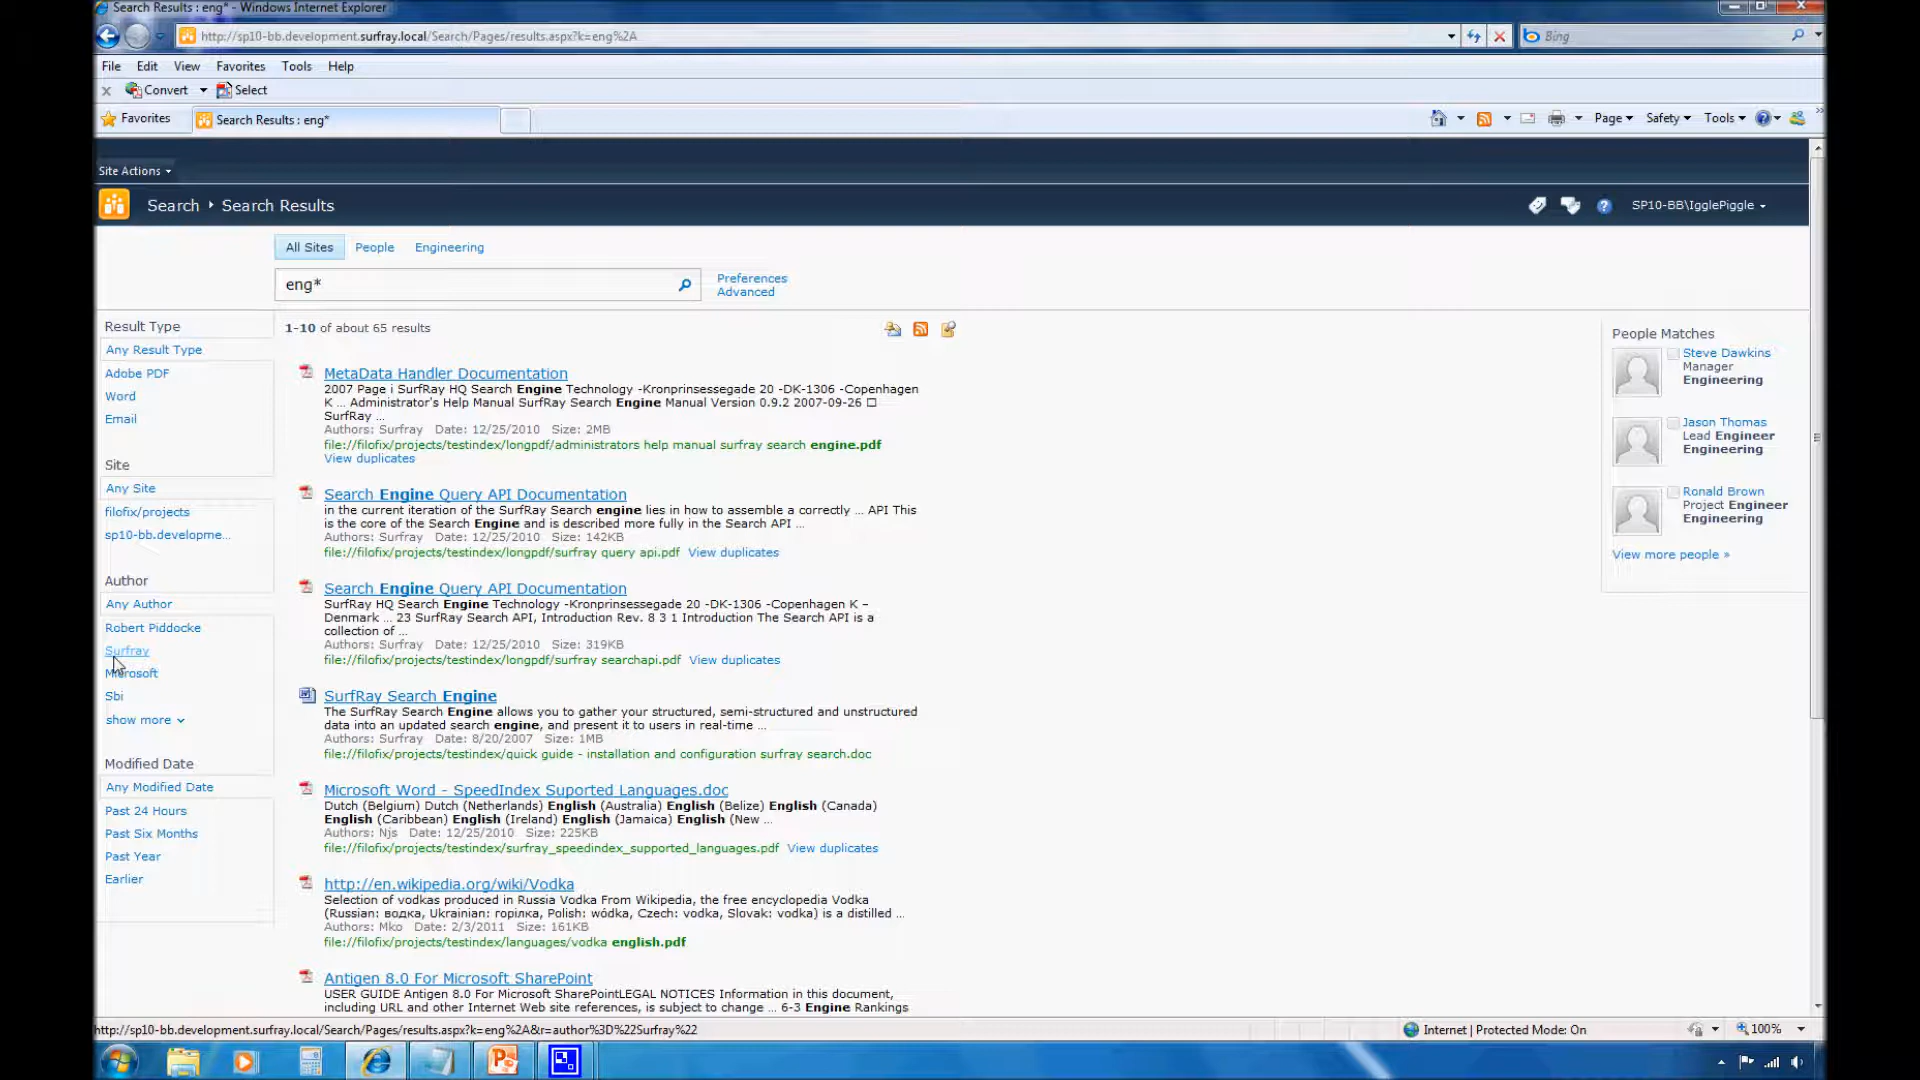 Search Results : eng* - Windows Internet Explorer
http://sp10-bb.development.surfray.local/Search/Pages/results.aspx?k=eng%2A
Bing
File Edit View Favorites Tools Help
x Convert Select
Favorites Search Results : eng*
Page Safety Tools
Site Actions
Search Search Results
SP10-BB\IgglePiggle
All Sites People Engineering
eng*
Preferences
Advanced
Result Type
Any Result Type
Adobe PDF
Word
Email
Site
Any Site
filofix/projects
sp10-bb.developme...
Author
Any Author
Robert Piddocke
Surfray
Microsoft
Sbi
show more
Modified Date
Any Modified Date
Past 24 Hours
Past Six Months
Past Year
Earlier
1-10 of about 65 results
MetaData Handler Documentation
2007 Page i SurfRay HQ Search Engine Technology -Kronprinsessegade 20 -DK-1306 -Copenhagen
K ... Administrator's Help Manual SurfRay Search Engine Manual Version 0.9.2 2007-09-26 □
SurfRay ...
Authors: Surfray Date: 12/25/2010 Size: 2MB
file://filofix/projects/testindex/longpdf/administrators help manual surfray search engine.pdf
View duplicates
Search Engine Query API Documentation
in the current iteration of the SurfRay Search engine lies in how to assemble a correctly ... API This
is the core of the Search Engine and is described more fully in the Search API ...
Authors: Surfray Date: 12/25/2010 Size: 142KB
file://filofix/projects/testindex/longpdf/surfray query api.pdf View duplicates
Search Engine Query API Documentation
SurfRay HQ Search Engine Technology -Kronprinsessegade 20 -DK-1306 -Copenhagen K –
Denmark ... 23 SurfRay Search API, Introduction Rev. 8 3 1 Introduction The Search API is a
collection of ...
Authors: Surfray Date: 12/25/2010 Size: 319KB
file://filofix/projects/testindex/longpdf/surfray searchapi.pdf View duplicates
SurfRay Search Engine
The SurfRay Search Engine allows you to gather your structured, semi-structured and unstructured
data into an updated search engine, and present it to users in real-time ...
Authors: Surfray Date: 8/20/2007 Size: 1MB
file://filofix/projects/testindex/quick guide - installation and configuration surfray search.doc
Microsoft Word - SpeedIndex Suported Languages.doc
Dutch (Belgium) Dutch (Netherlands) English (Australia) English (Belize) English (Canada)
English (Caribbean) English (Ireland) English (Jamaica) English (New ...
Authors: Njs Date: 12/25/2010 Size: 225KB
file://filofix/projects/testindex/surfray_speedindex_supported_languages.pdf View duplicates
http://en.wikipedia.org/wiki/Vodka
Selection of vodkas produced in Russia Vodka From Wikipedia, the free encyclopedia Vodka
(Russian: водка, Ukrainian: горілка, Polish: wódka, Czech: vodka, Slovak: vodka) is a distilled ...
Authors: Mko Date: 2/3/2011 Size: 161KB
file://filofix/projects/testindex/languages/vodka english.pdf
Antigen 8.0 For Microsoft SharePoint
USER GUIDE Antigen 8.0 For Microsoft SharePointLEGAL NOTICES Information in this document,
including URL and other Internet Web site references, is subject to change ... 6-3 Engine Rankings
People Matches
Steve Dawkins
Manager
Engineering
Jason Thomas
Lead Engineer
Engineering
Ronald Brown
Project Engineer
Engineering
View more people »
http://sp10-bb.development.surfray.local/Search/Pages/results.aspx?k=eng%2A&r=author%3D%22Surfray%22
Internet | Protected Mode: On
100%